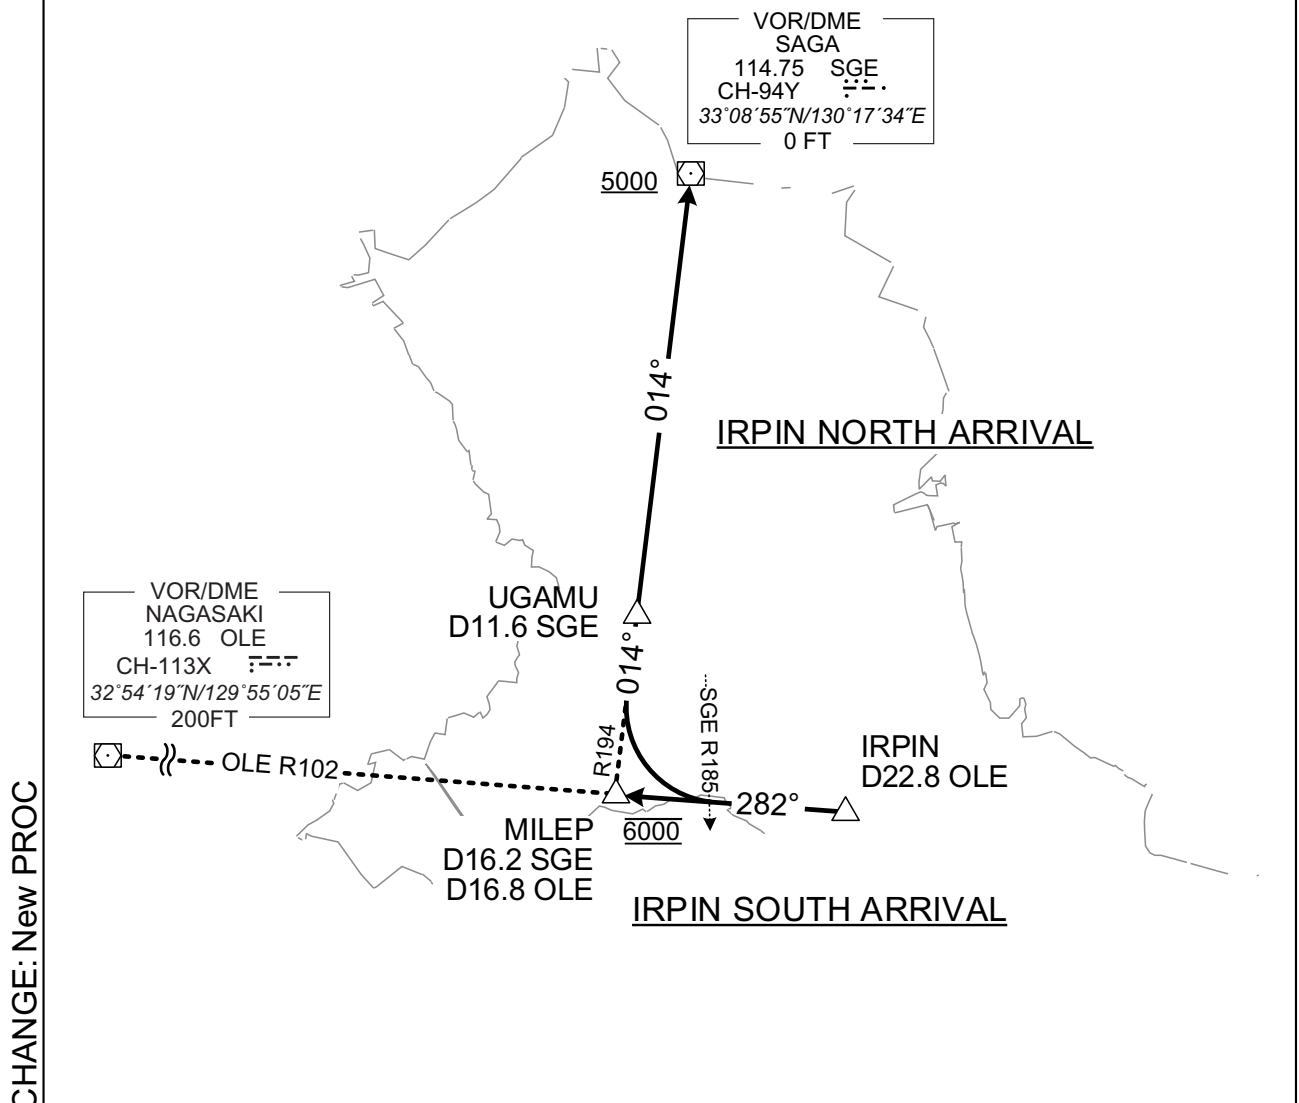 VOR/DME
SAGA
114.75 SGE
CH-94Y
33°08′55″N/130°17′34″E
0 FT
5000
014°
IRPIN NORTH ARRIVAL
UGAMU
D11.6 SGE
014°
VOR/DME
NAGASAKI
116.6 OLE
CH-113X
32°54′19″N/129°55′05″E
200FT
OLE R102
R194
SGE R185
IRPIN
D22.8 OLE
282°
6000
MILEP
D16.2 SGE
D16.8 OLE
IRPIN SOUTH ARRIVAL
CHANGE: New PROC